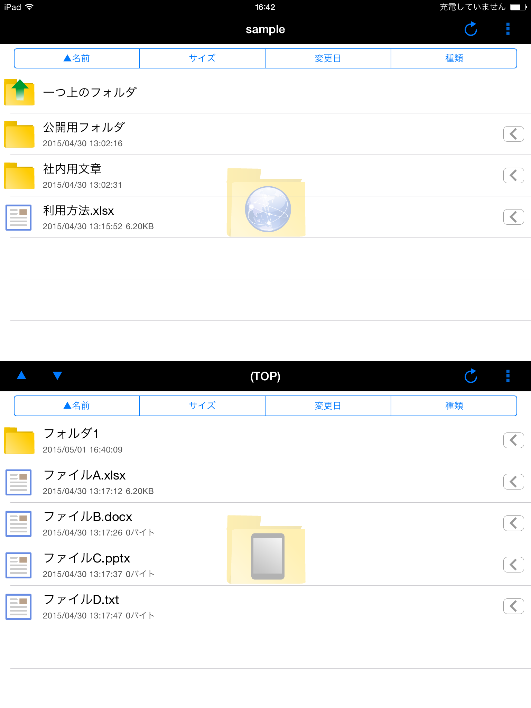 iPad 16:42 充電していません
sample
▲名前 サイズ 変更日 種類
一つ上のフォルダ
公開用フォルダ
2015/04/30 13:02:16
社内用文章
2015/04/30 13:02:31
利用方法.xlsx
2015/04/30 13:15:52 6.20KB
(TOP)
▲名前 サイズ 変更日 種類
フォルダ1
2015/05/01 16:40:09
ファイルA.xlsx
2015/04/30 13:17:12 6.20KB
ファイルB.docx
2015/04/30 13:17:26 0バイト
ファイルC.pptx
2015/04/30 13:17:37 0バイト
ファイルD.txt
2015/04/30 13:17:47 0バイト